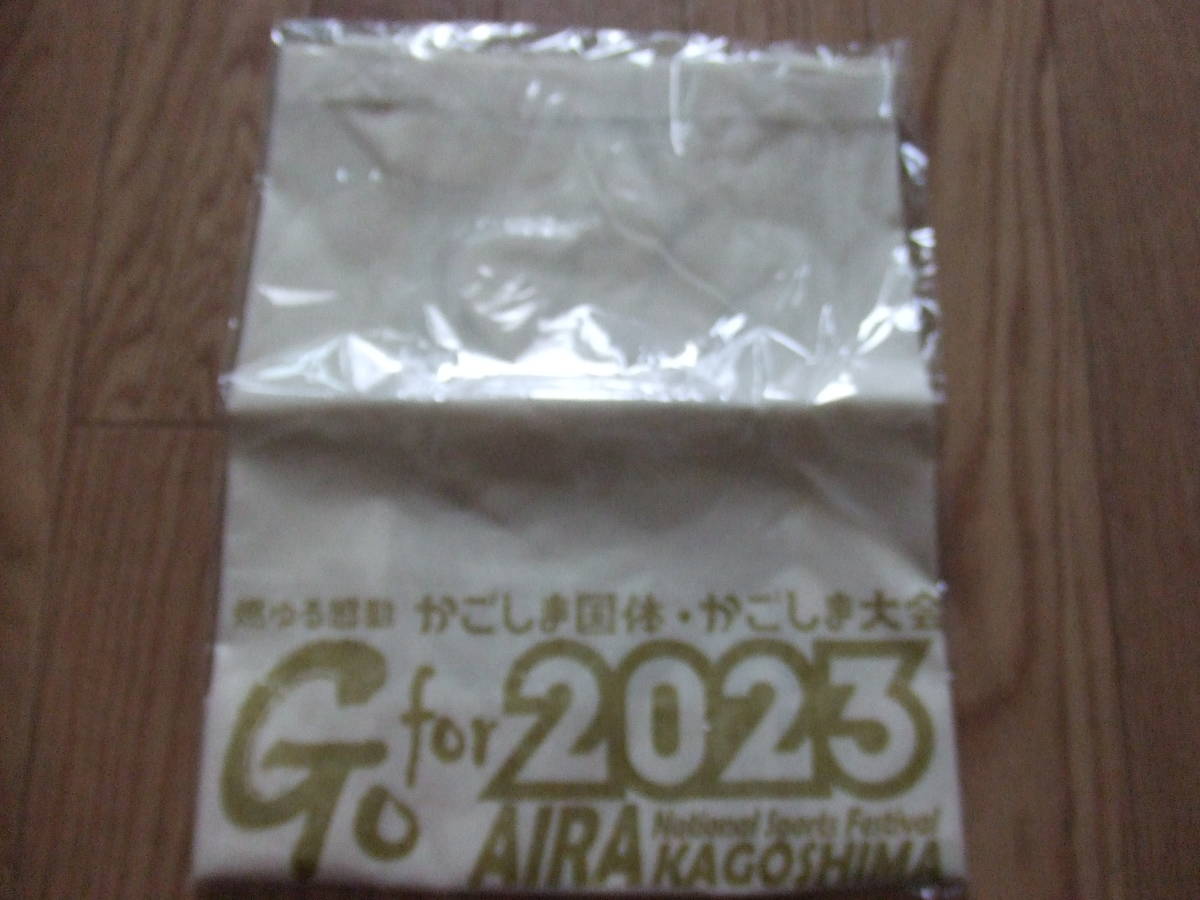 燃ゆる感動 かごしま国体・かごしま大会
Go for 2023
AIRA National Sports Festival
KAGOSHIMA